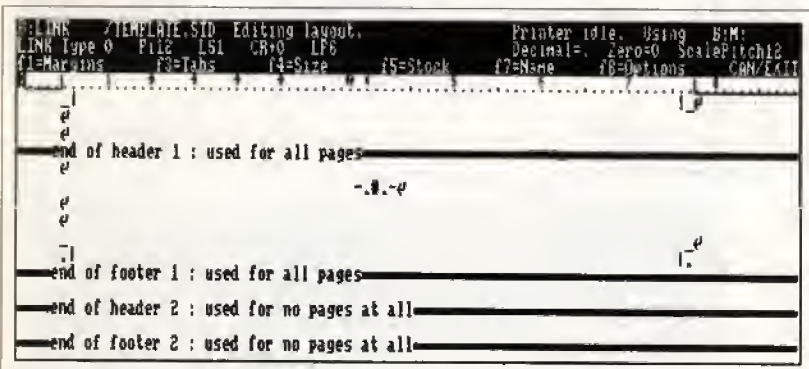 B:LINK /TEMPLATE.STD Editing layout. Printer idle. Using B:M:
LINK Type 0 Pi12 L51 CR+0 LF6 Decimal=. Zero=0 ScalePitch12
f1=Margins f3=Tabs f4=Size f5=Stock f7=Name f8=Options CAN/EXIT
end of header 1 : used for all pages
-.#.-
end of footer 1 : used for all pages
end of header 2 : used for no pages at all
end of footer 2 : used for no pages at all